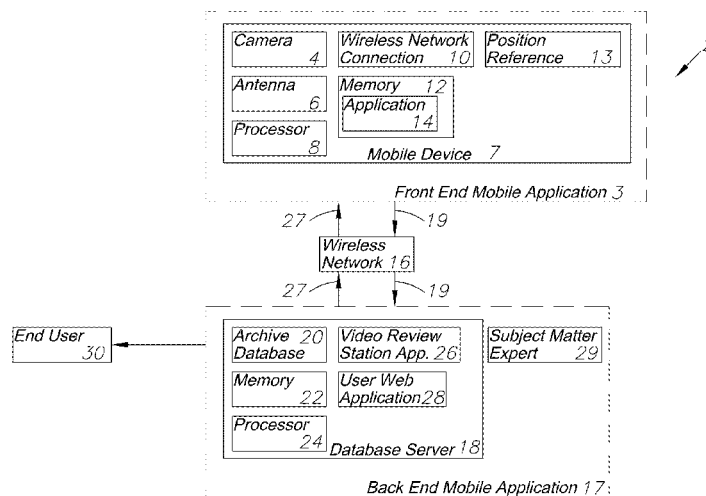 Camera 4
Wireless Network Connection 10
Position Reference 13
2
Antenna 6
Memory 12
Application 14
Processor 8
Mobile Device 7
Front End Mobile Application 3
27
19
Wireless Network 16
27
19
End User 30
Archive Database 20
Video Review Station App. 26
Subject Matter Expert 29
Memory 22
User Web Application 28
Processor 24
Database Server 18
Back End Mobile Application 17